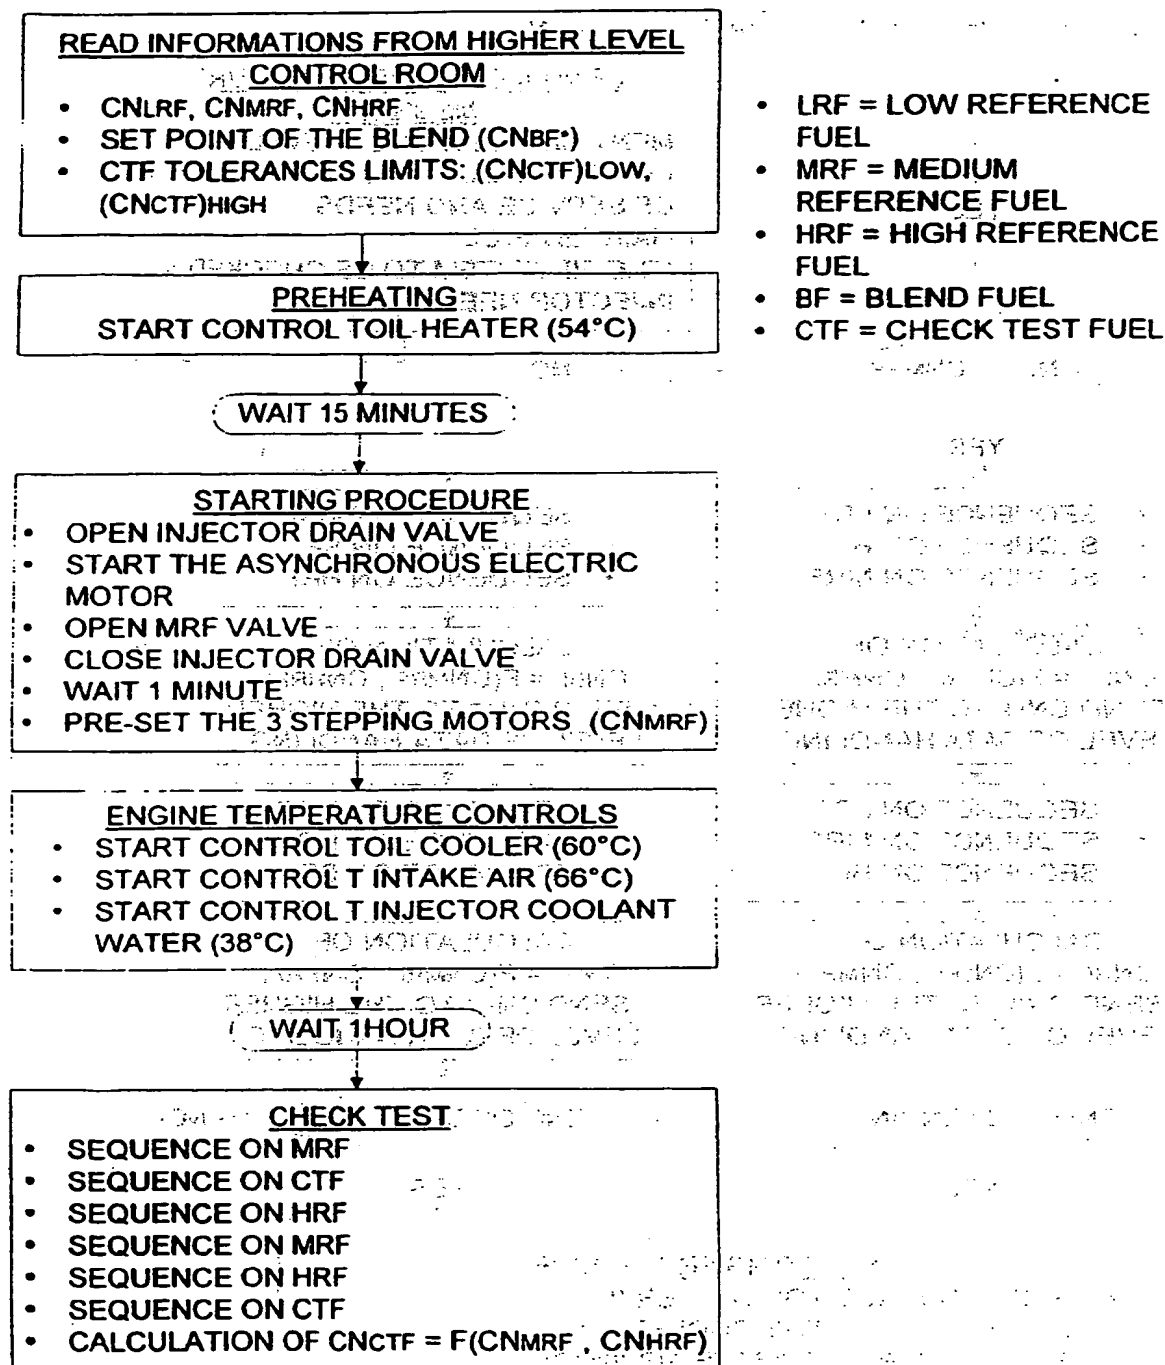 READ INFORMATIONS FROM HIGHER LEVEL
CONTROL ROOM
• CNLRF, CNMRF, CNHRF
• SET POINT OF THE BLEND (CNBF*)
• CTF TOLERANCES LIMITS: (CNCTF)LOW,
(CNCTF)HIGH
PREHEATING
START CONTROL TOIL HEATER (54°C)
WAIT 15 MINUTES
STARTING PROCEDURE
• OPEN INJECTOR DRAIN VALVE
• START THE ASYNCHRONOUS ELECTRIC
MOTOR
• OPEN MRF VALVE
• CLOSE INJECTOR DRAIN VALVE
• WAIT 1 MINUTE
• PRE-SET THE 3 STEPPING MOTORS (CNMRF)
ENGINE TEMPERATURE CONTROLS
• START CONTROL TOIL COOLER (60°C)
• START CONTROL T INTAKE AIR (66°C)
• START CONTROL T INJECTOR COOLANT
WATER (38°C)
WAIT 1HOUR
CHECK TEST
• SEQUENCE ON MRF
• SEQUENCE ON CTF
• SEQUENCE ON HRF
• SEQUENCE ON MRF
• SEQUENCE ON HRF
• SEQUENCE ON CTF
• CALCULATION OF CNCTF = F(CNMRF , CNHRF)
• LRF = LOW REFERENCE
FUEL
• MRF = MEDIUM
REFERENCE FUEL
• HRF = HIGH REFERENCE
FUEL
• BF = BLEND FUEL
• CTF = CHECK TEST FUEL